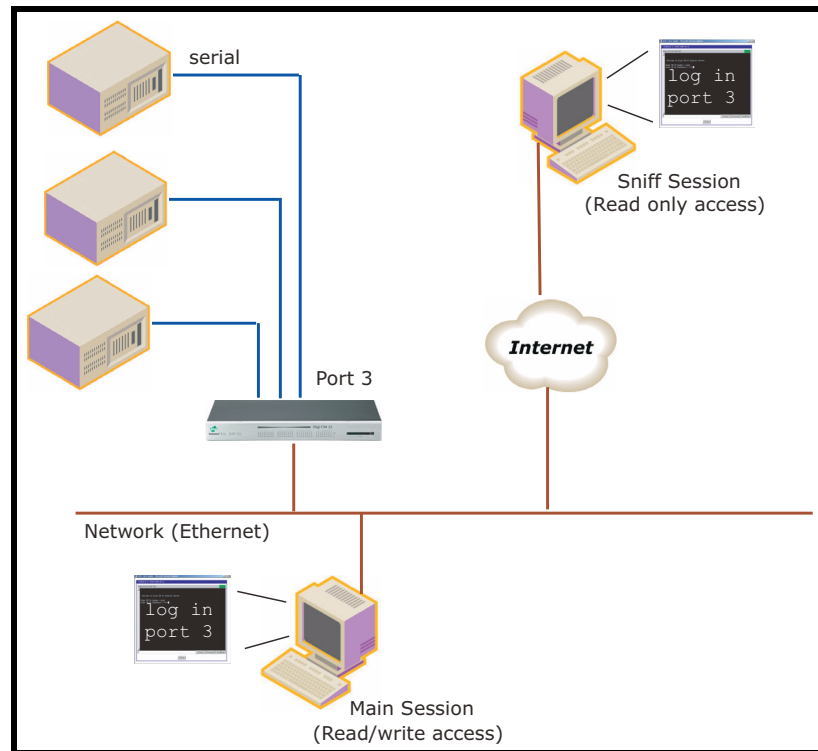 serial
log in
port 3
Sniff Session
(Read only access)
Internet
Port 3
Network (Ethernet)
log in
port 3
Main Session
(Read/write access)